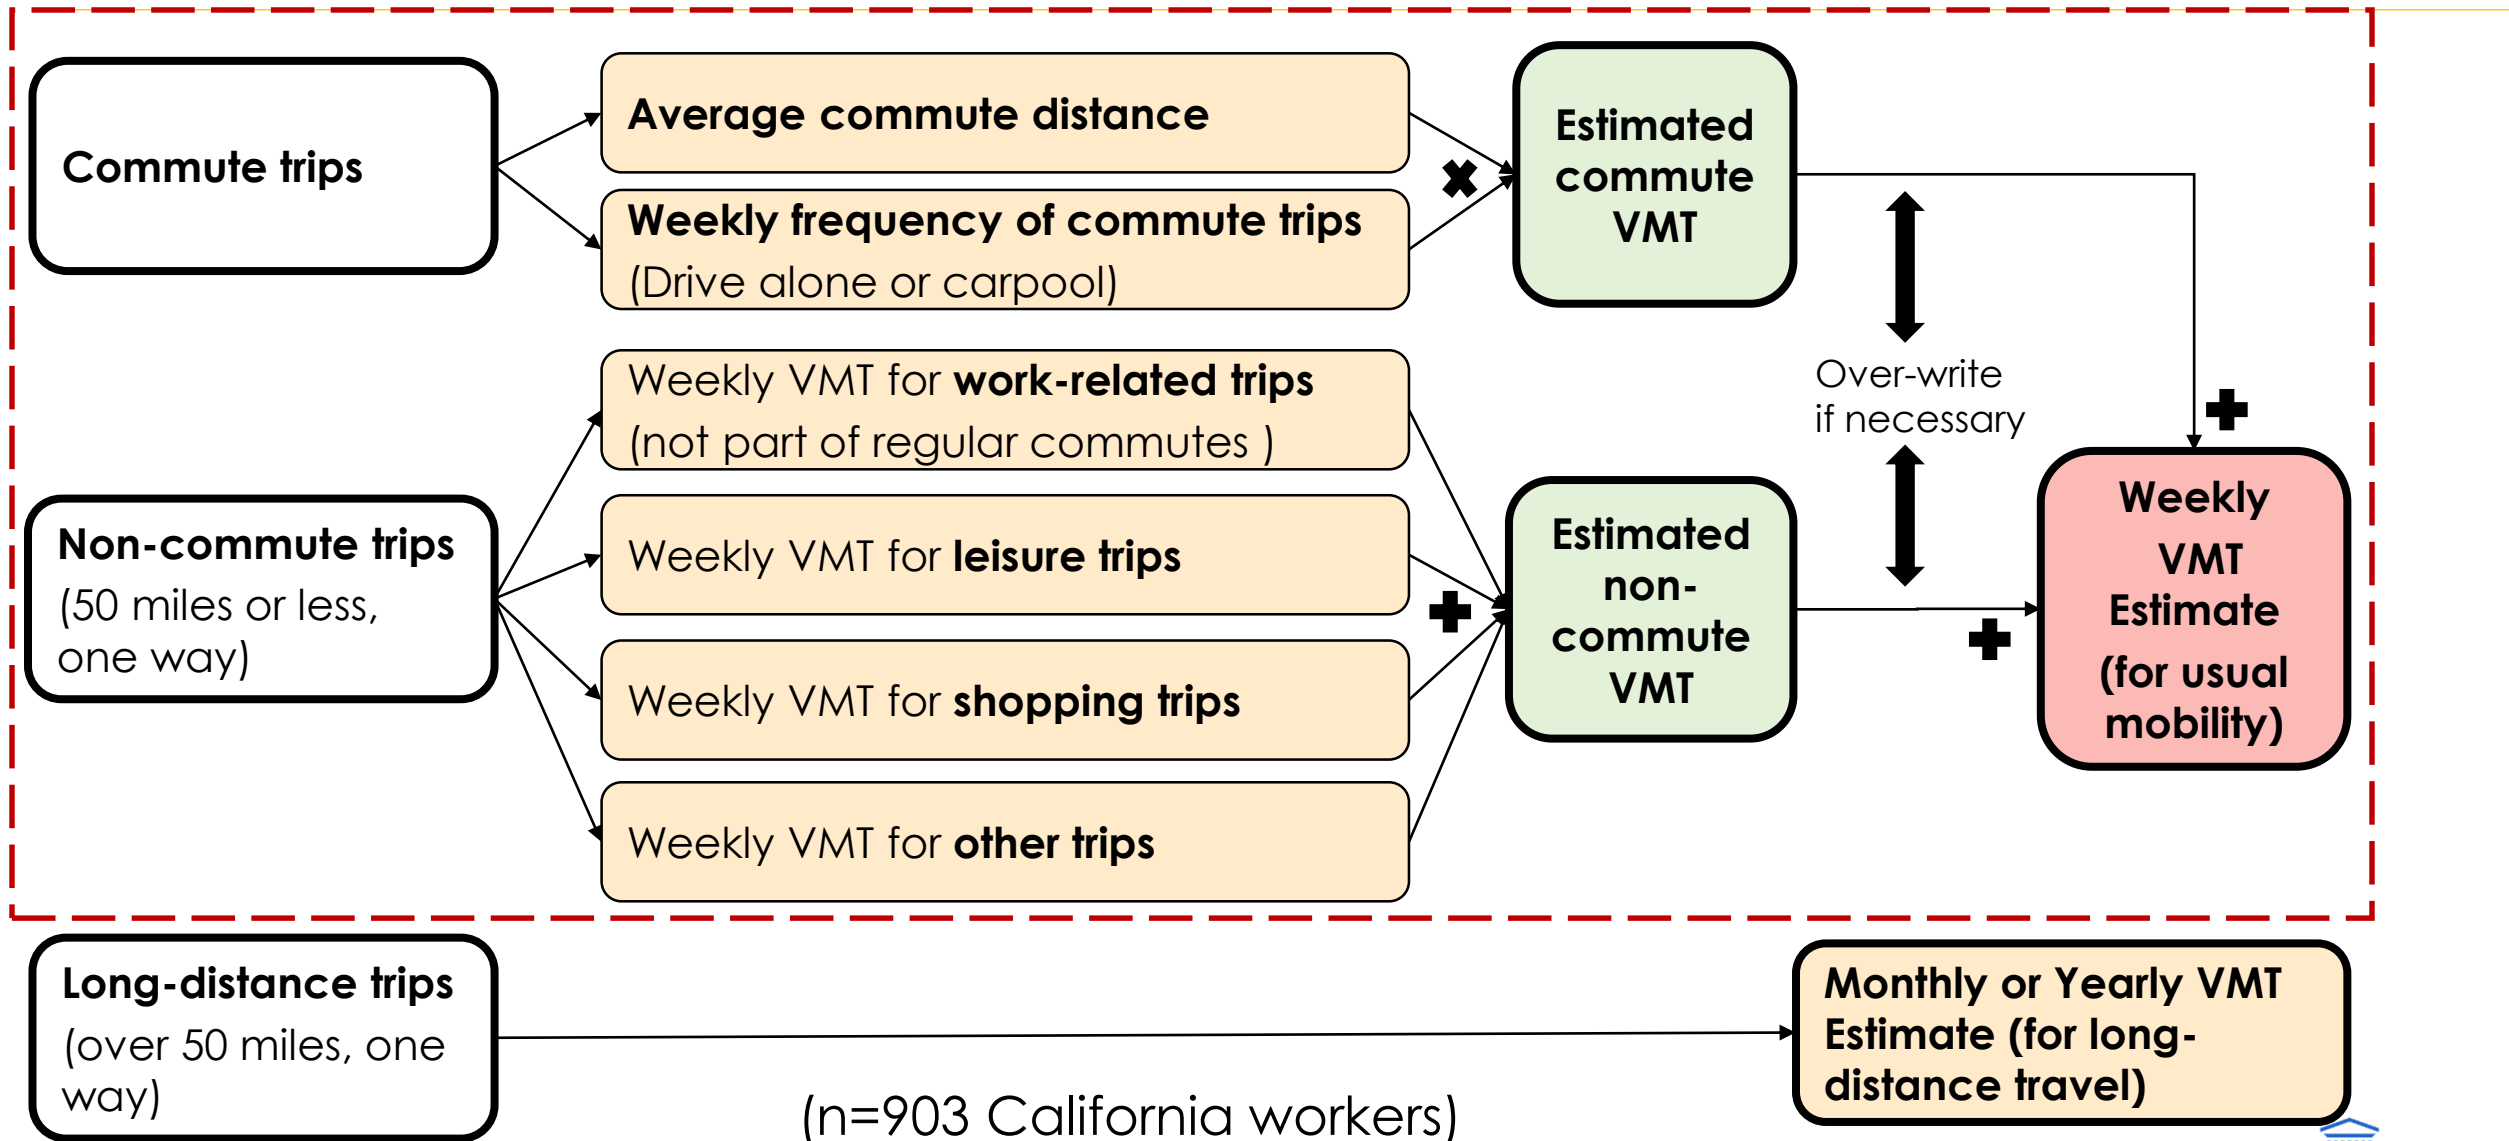 Commute trips
Average commute distance
Weekly frequency of commute trips
(Drive alone or carpool)
Estimated
commute
VMT
Over-write
if necessary
Non-commute trips
(50 miles or less,
one way)
Weekly VMT for work-related trips
(not part of regular commutes )
Weekly VMT for leisure trips
Weekly VMT for shopping trips
Weekly VMT for other trips
Estimated
non-
commute
VMT
Weekly
VMT
Estimate
(for usual
mobility)
Long-distance trips
(over 50 miles, one
way)
Monthly or Yearly VMT
Estimate (for long-
distance travel)
(n=903 California workers)